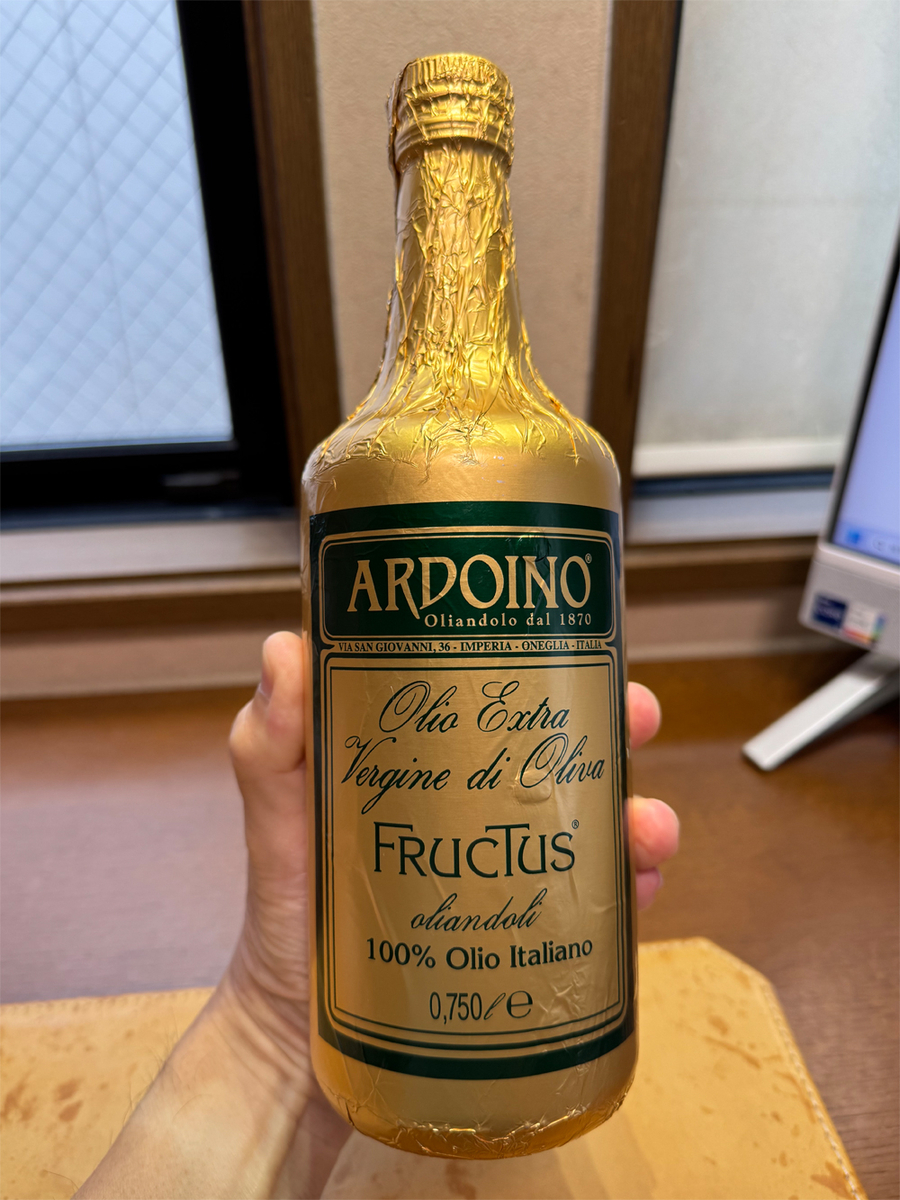 ARDOINO®
Oliandolo dal 1870
VIA SAN GIOVANNI, 36 - IMPERIA - ONEGLIA - ITALIA
Olio Extra
Vergine di Oliva
FRUCTUS®
oliandoli
100% Olio Italiano
0,750 l ℮